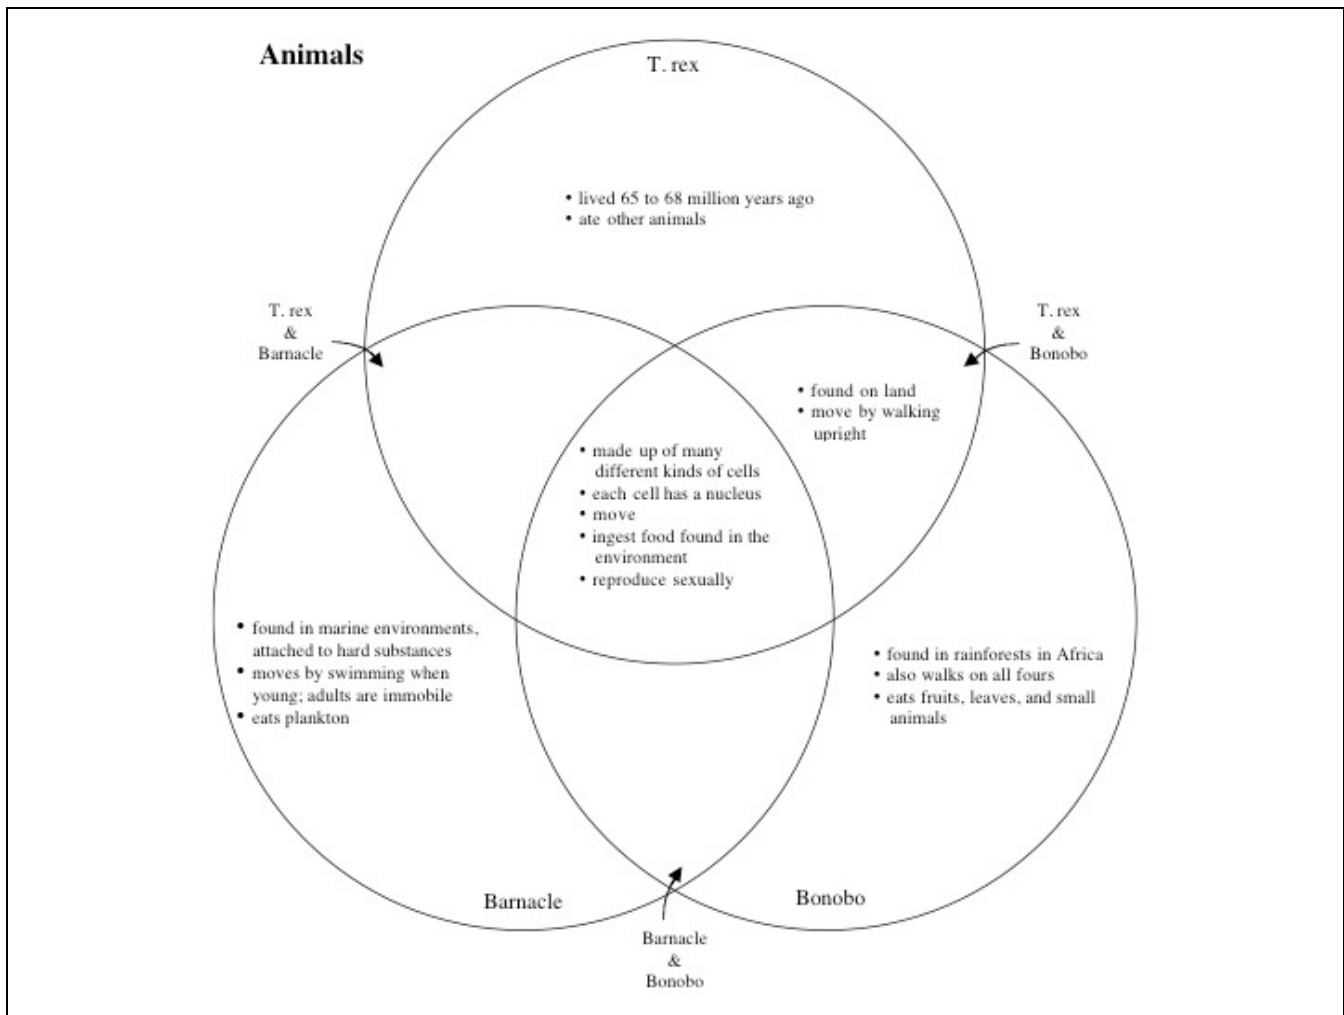 Animals
T. rex
• lived 65 to 68 million years ago
• ate other animals
T. rex
&
Barnacle
T. rex
&
Bonobo
• found on land
• move by walking
upright
• made up of many
different kinds of cells
• each cell has a nucleus
• move
• ingest food found in the
environment
• reproduce sexually
• found in marine environments,
attached to hard substances
• moves by swimming when
young; adults are immobile
• eats plankton
• found in rainforests in Africa
• also walks on all fours
• eats fruits, leaves, and small
animals
Barnacle
Bonobo
Barnacle
&
Bonobo